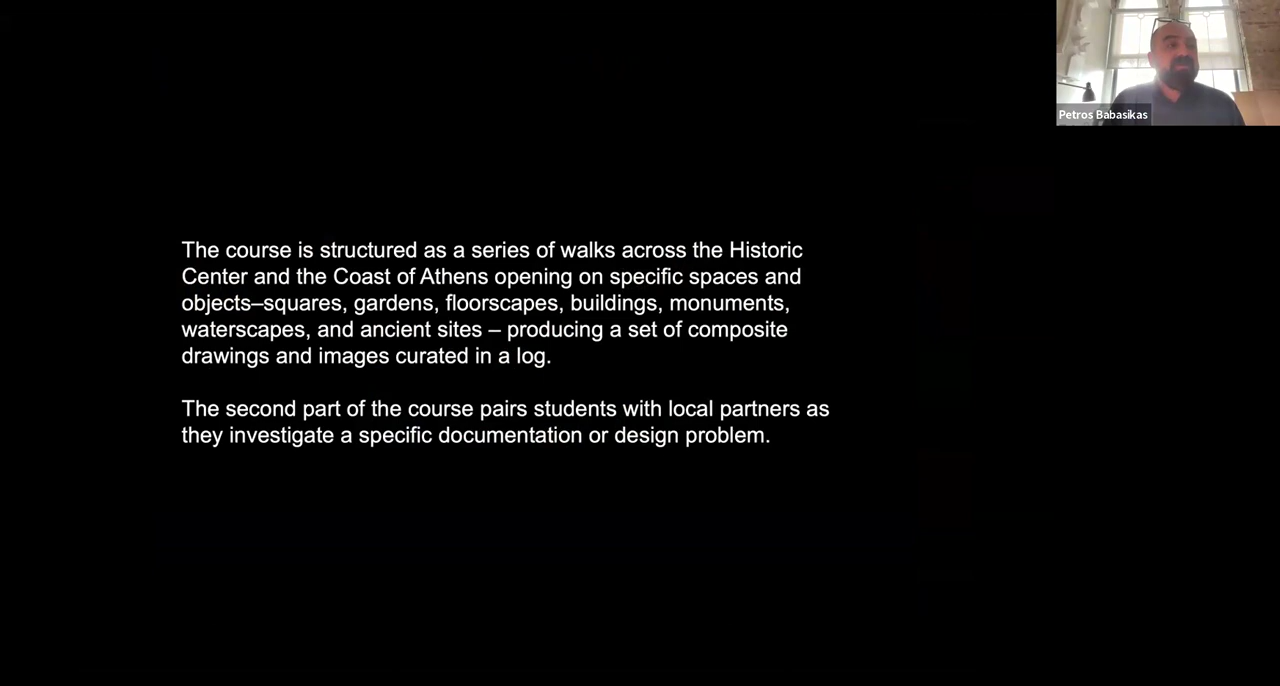 Petros Babasikas
The course is structured as a series of walks across the Historic
Center and the Coast of Athens opening on specific spaces and
objects–squares, gardens, floorscapes, buildings, monuments,
waterscapes, and ancient sites – producing a set of composite
drawings and images curated in a log.
The second part of the course pairs students with local partners as
they investigate a specific documentation or design problem.